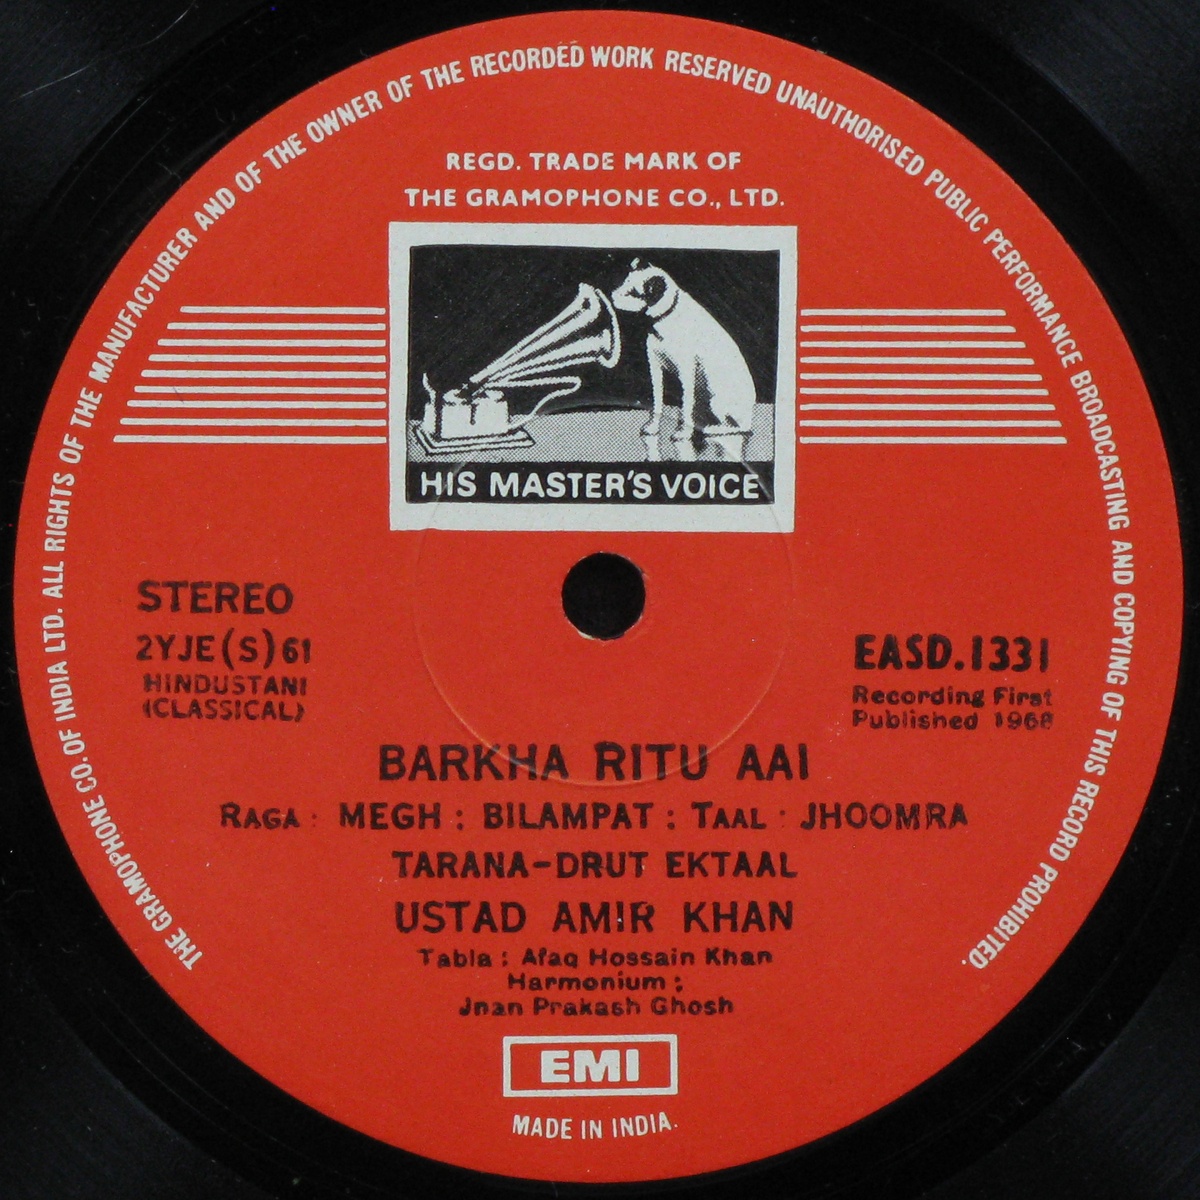 THE GRAMOPHONE CO. OF INDIA LTD. ALL RIGHTS OF THE MANUFACTURER AND OF THE OWNER OF THE RECORDED WORK RESERVED UNAUTHORISED PUBLIC PERFORMANCE BROADCASTING AND COPYING OF THIS RECORD PROHIBITED.
REGD. TRADE MARK OF
THE GRAMOPHONE CO., LTD.
HIS MASTER'S VOICE
STEREO
2YJE(S)61
HINDUSTANI
(CLASSICAL)
EASD.1331
Recording First
Published 1968
BARKHA RITU AAI
RAGA : MEGH : BILAMPAT : TAAL : JHOOMRA
TARANA-DRUT EKTAAL
USTAD AMIR KHAN
Tabla : Afaq Hossain Khan
Harmonium :
Jnan Prakash Ghosh
EMI
MADE IN INDIA.